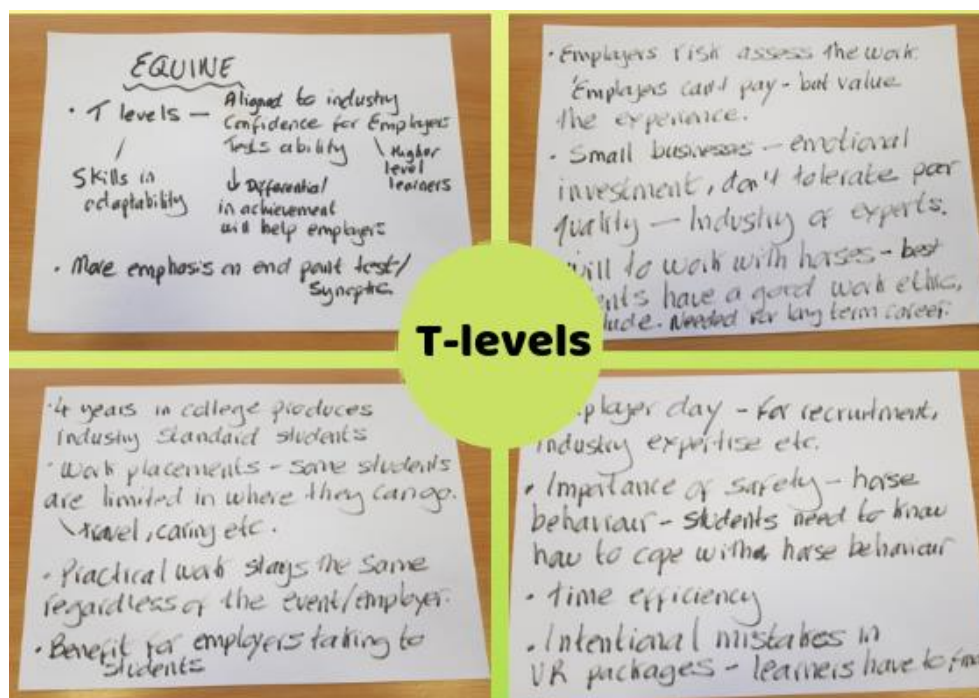 EQUINE
• T levels — Aligned to industry
Confidence for Employers
Tests ability
Higher
level
learners
Skills in
adaptability
↓ Differential
in achievement
will help employers
• More emphasis on end point test/
Synoptic
• Employers risk assess the work.
'Employers can't pay - but value
the experience.
• Small businesses — emotional
investment, don't tolerate poor
quality — Industry of experts.
to work with horses - best
have a good work ethic,
Needed for long term career.
T-levels
• 4 years in college produces
industry standard students
• Work placements - some students
are limited in where they can go.
travel, caring etc.
• Practical work stays the same
regardless of the event/employer.
• Benefit for employers talking to
students
day - for recruitment,
industry expertise etc.
• Importance of safety - horse
behaviour - students need to know
how to cope with horse behaviour
• Time efficiency
• Intentional mistakes in
VR packages - learners have to